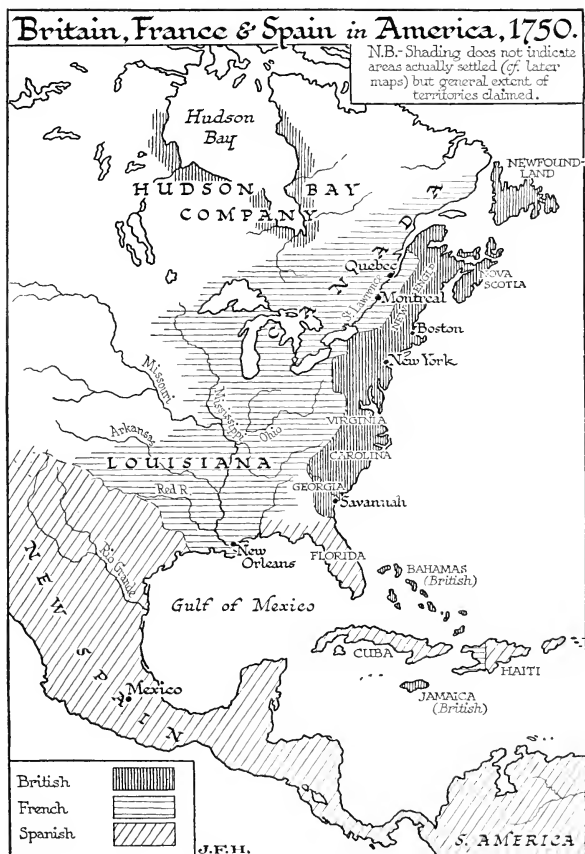 Britain, France & Spain in America, 1750.
N.B.- Shading does not indicate
areas actually settled (cf. later
maps) but general extent of
territories claimed.
Hudson
Bay
HUDSON BAY
COMPANY
NEWFOUND-
LAND
CANADA
Quebec
St Lawrence
Montreal
NEW ENGLAND
NOVA
SCOTIA
Boston
New York
Missouri
Mississippi
Ohio
Arkansas
VIRGINIA
CAROLINA
LOUISIANA
Red R.
GEORGIA
Savannah
New
Orleans
FLORIDA
Rio Grande
BAHAMAS
(British)
Gulf of Mexico
NEW SPAIN
CUBA
HAITI
Mexico
JAMAICA
(British)
British
French
Spanish
S. AMERICA
J.F.H.